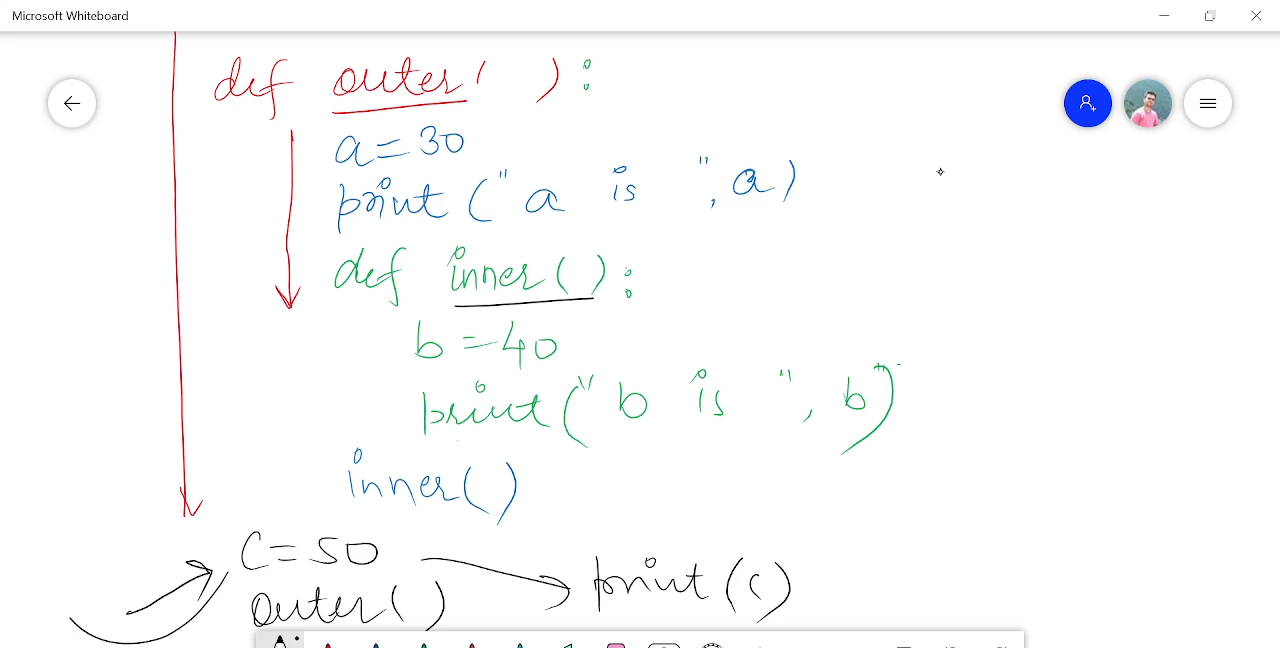 Microsoft Whiteboard
def outer( ):
a=30
print ("a is ", a)
def inner():
b=40
print ("b is ", b)
inner()
c=50
print (c)
outer()